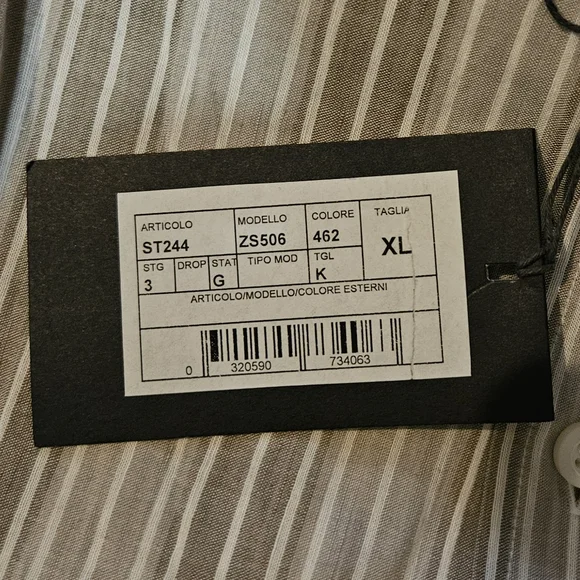 ARTICOLO MODELLO COLORE TAGLIA
ST244 ZS506 462 XL
STG DROP STAT TIPO MOD TGL
3 G K
ARTICOLO/MODELLO/COLORE ESTERNI
0 320590 734063